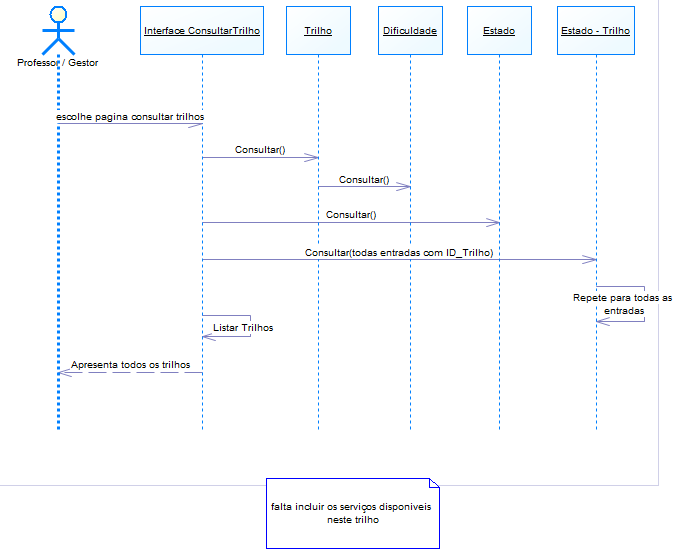 Professor / Gestor
Interface ConsultarTrilho
Trilho
Dificuldade
Estado
Estado - Trilho
escolhe pagina consultar trilhos
Consultar()
Consultar()
Consultar()
Consultar(todas entradas com ID_Trilho)
Repete para todas as
entradas
Listar Trilhos
Apresenta todos os trilhos
falta incluir os serviços disponiveis
neste trilho